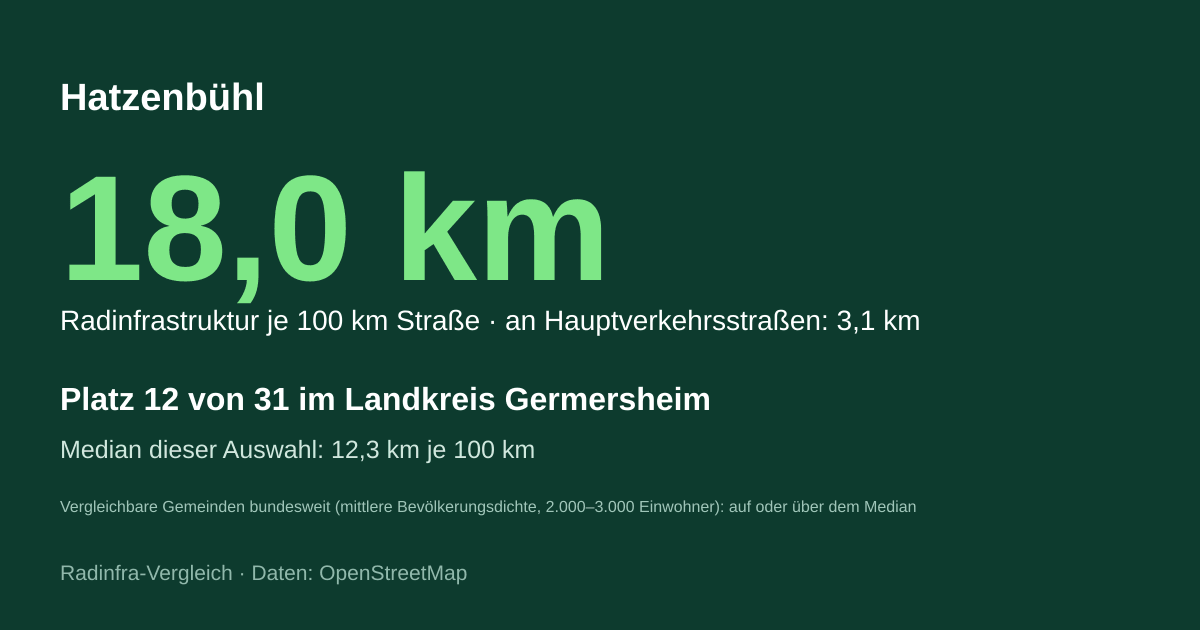 Hatzenbühl
18,0 km
Radinfrastruktur je 100 km Straße · an Hauptverkehrsstraßen: 3,1 km
Platz 12 von 31 im Landkreis Germersheim
Median dieser Auswahl: 12,3 km je 100 km
Vergleichbare Gemeinden bundesweit (mittlere Bevölkerungsdichte, 2.000–3.000 Einwohner): auf oder über dem Median
Radinfra-Vergleich · Daten: OpenStreetMap